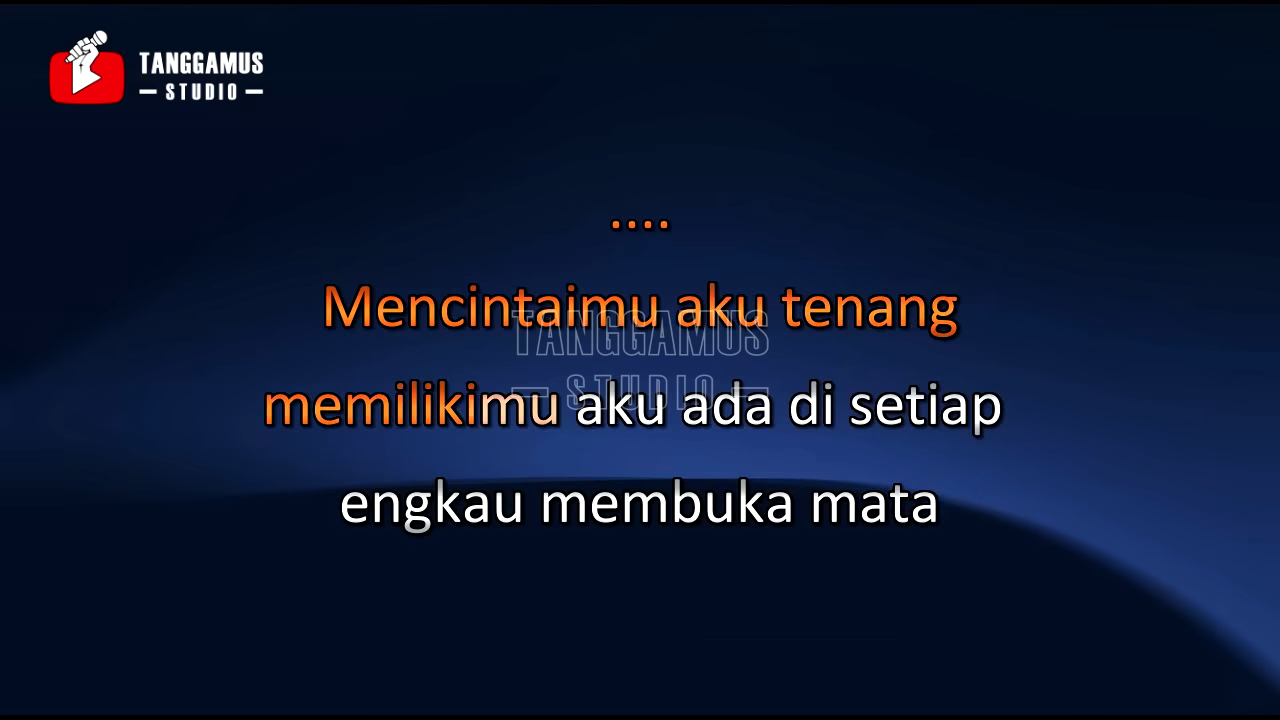 TANGGAMUS
STUDIO
....
Mencintaimu aku tenang
TANGGAMUS
memilikimu aku ada di setiap
STUDIO
engkau membuka mata